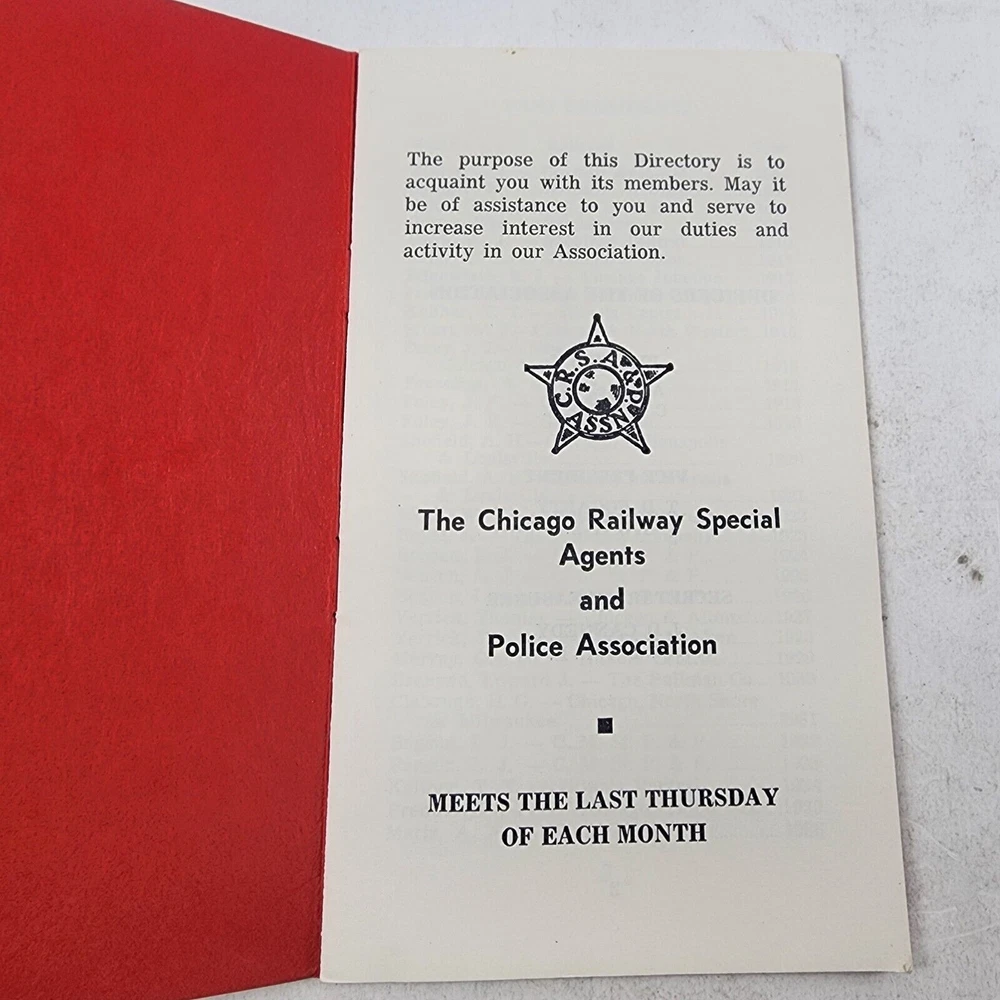 The purpose of this Directory is to
acquaint you with its members. May it
be of assistance to you and serve to
increase interest in our duties and
activity in our Association.
C.R.S.A.&P.
ASSN
The Chicago Railway Special
Agents
and
Police Association
MEETS THE LAST THURSDAY
OF EACH MONTH